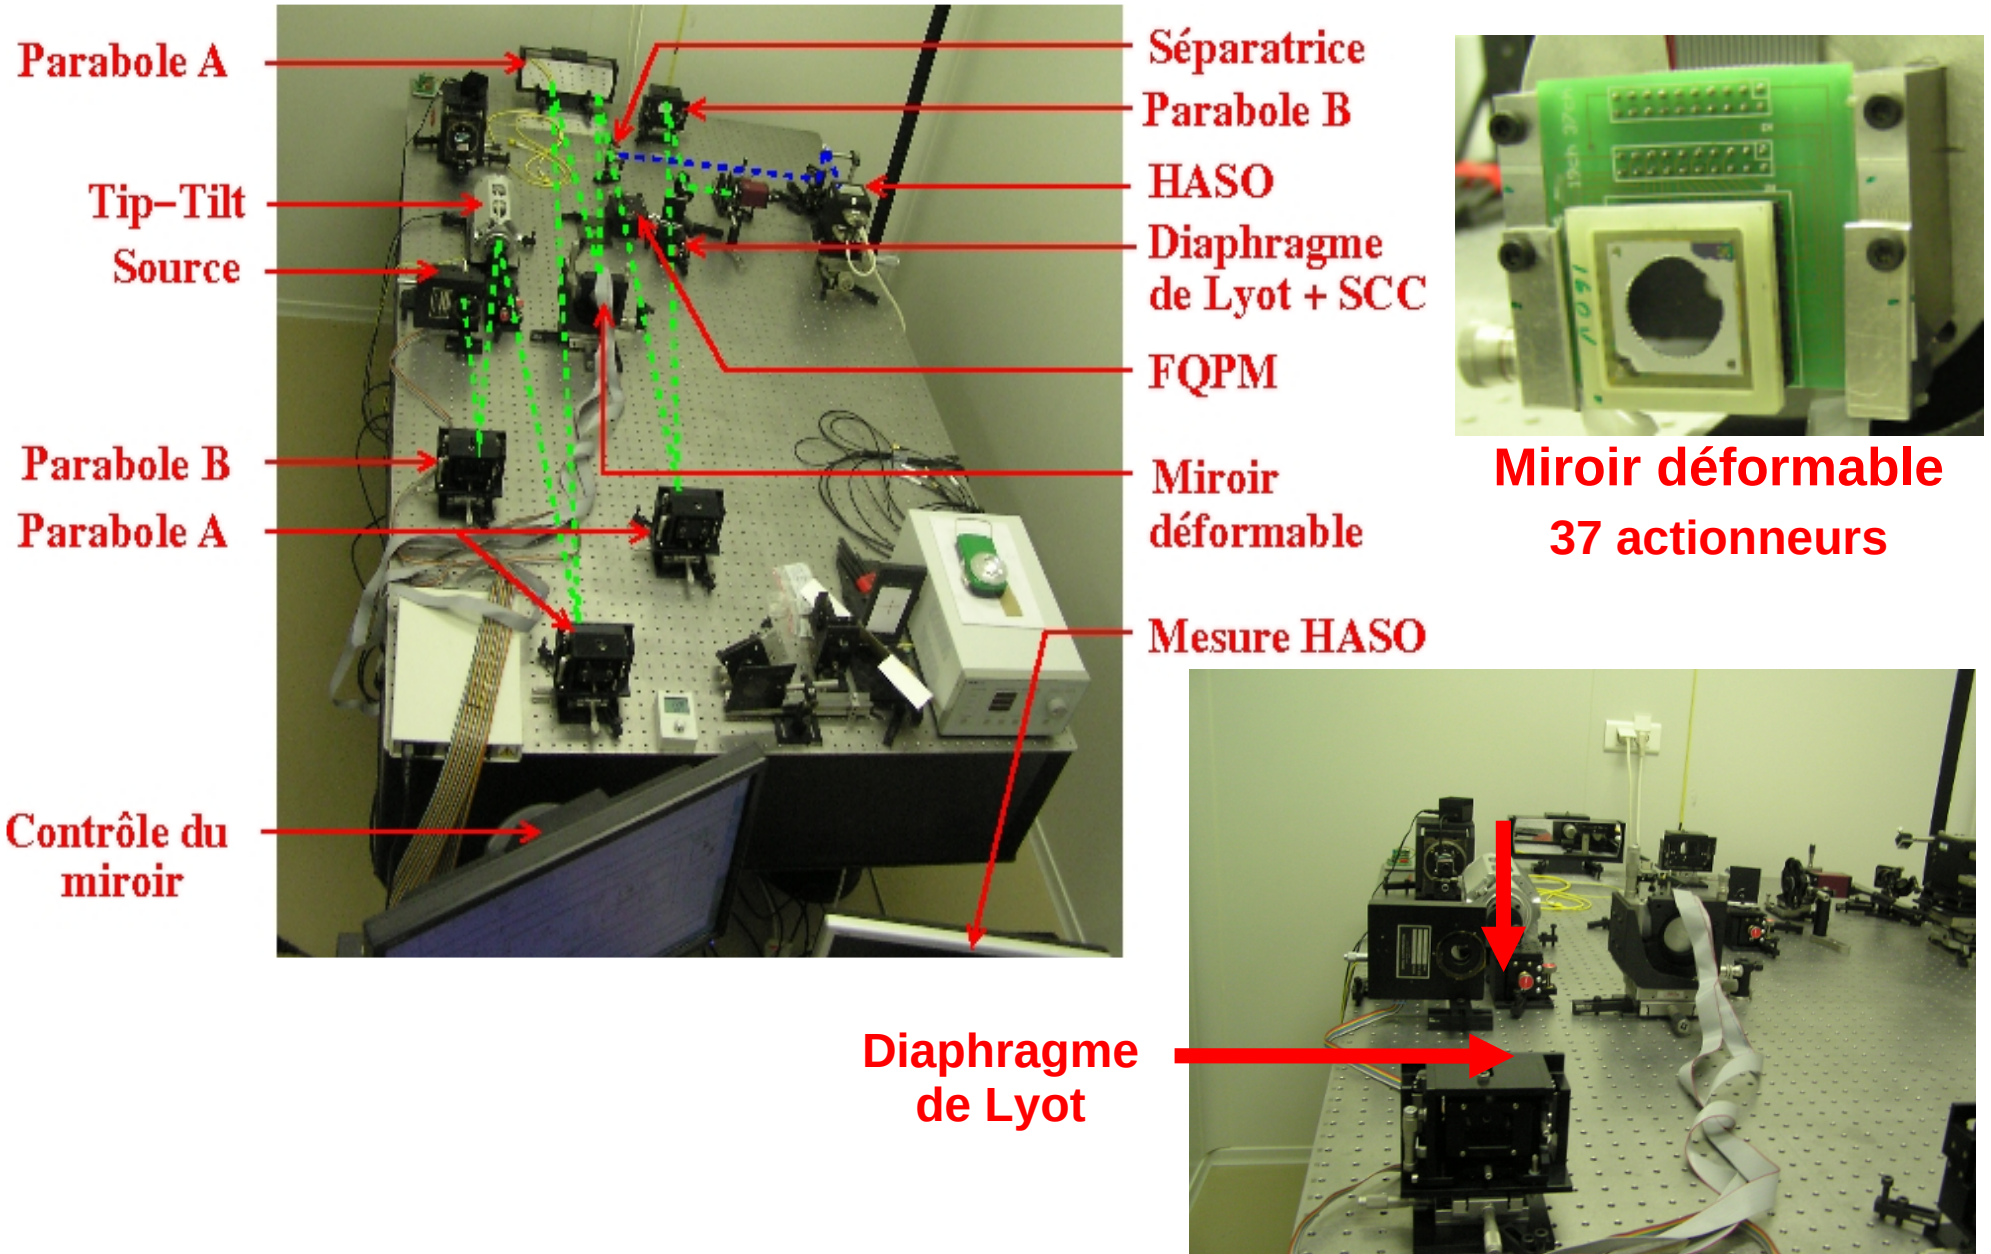 Parabole A
Tip-Tilt
Source
Parabole B
Parabole A
Contrôle du
miroir
Séparatrice
Parabole B
HASO
Diaphragme
de Lyot + SCC
FQPM
Miroir
déformable
Mesure HASO
Miroir déformable
37 actionneurs
Diaphragme
de Lyot